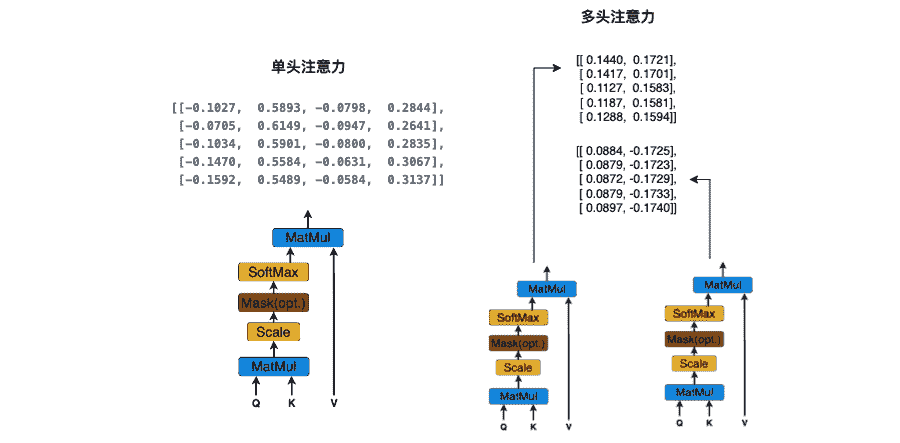 单头注意力
[[-0.1027, 0.5893, -0.0798, 0.2844],
[-0.0705, 0.6149, -0.0947, 0.2641],
[-0.1034, 0.5901, -0.0800, 0.2835],
[-0.1470, 0.5584, -0.0631, 0.3067],
[-0.1592, 0.5489, -0.0584, 0.3137]]
MatMul
SoftMax
Mask(opt.)
Scale
MatMul
Q K V
多头注意力
[[ 0.1440, 0.1721],
[ 0.1417, 0.1701],
[ 0.1127, 0.1583],
[ 0.1187, 0.1581],
[ 0.1288, 0.1594]]
[[ 0.0884, -0.1725],
[ 0.0879, -0.1723],
[ 0.0872, -0.1729],
[ 0.0879, -0.1733],
[ 0.0897, -0.1740]]
MatMul
SoftMax
Mask(opt.)
Scale
MatMul
Q K V
MatMul
SoftMax
Mask(opt.)
Scale
MatMul
Q K V